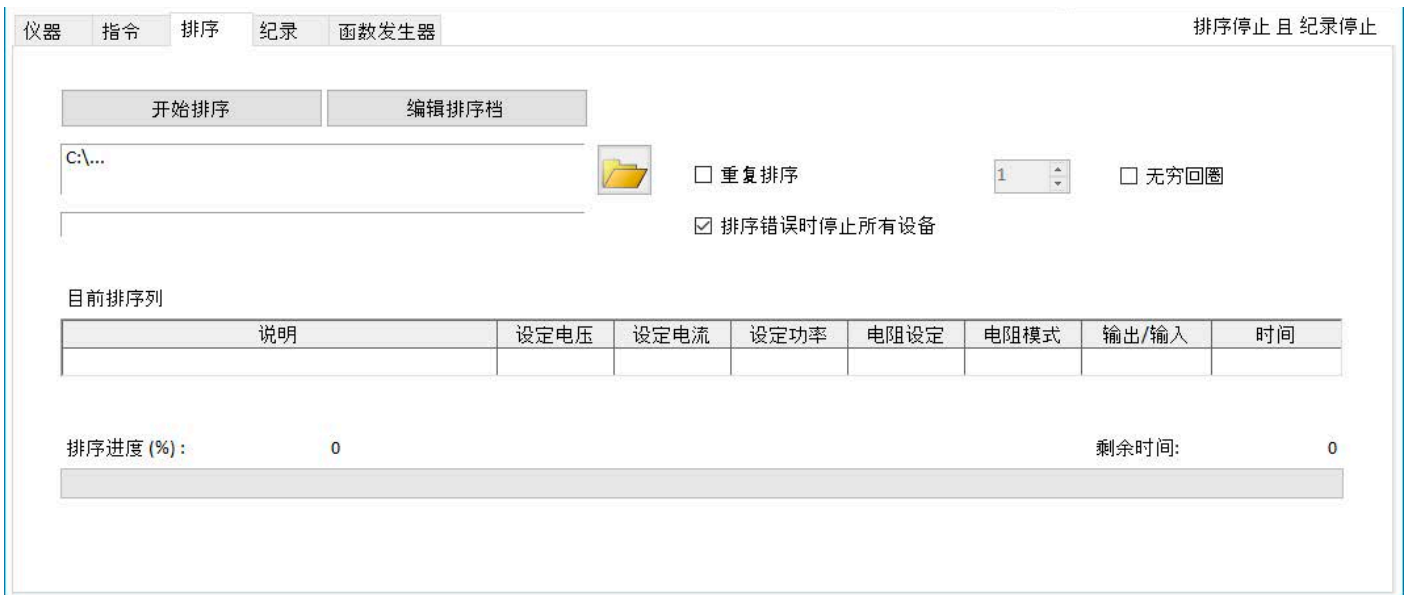 仪器 指令 排序 纪录 函数发生器 排序停止 且 纪录停止
开始排序 编辑排序档
C:\...
重复排序 1 无穷回圈
排序错误时停止所有设备
目前排序列
说明 设定电压 设定电流 设定功率 电阻设定 电阻模式 输出/输入 时间
排序进度 (%) : 0 剩余时间: 0